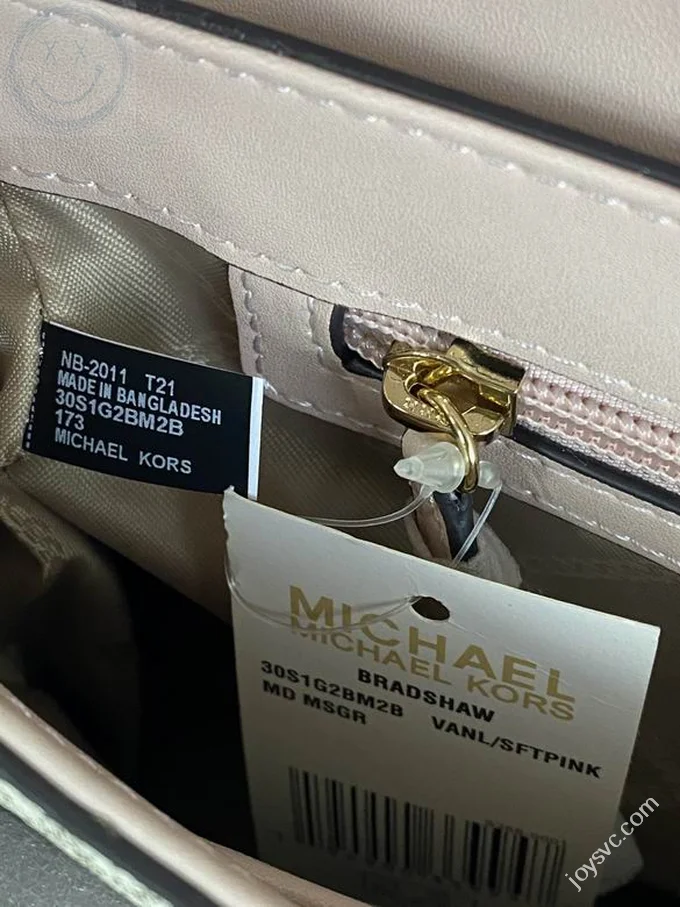 NB-2011 T21
MADE IN BANGLADESH
30S1G2BM2B
173
MICHAEL KORS
MICHAEL
MICHAEL KORS
BRADSHAW
30S1G2BM2B VANL/SFTPINK
MD MSGR
joysvc.com